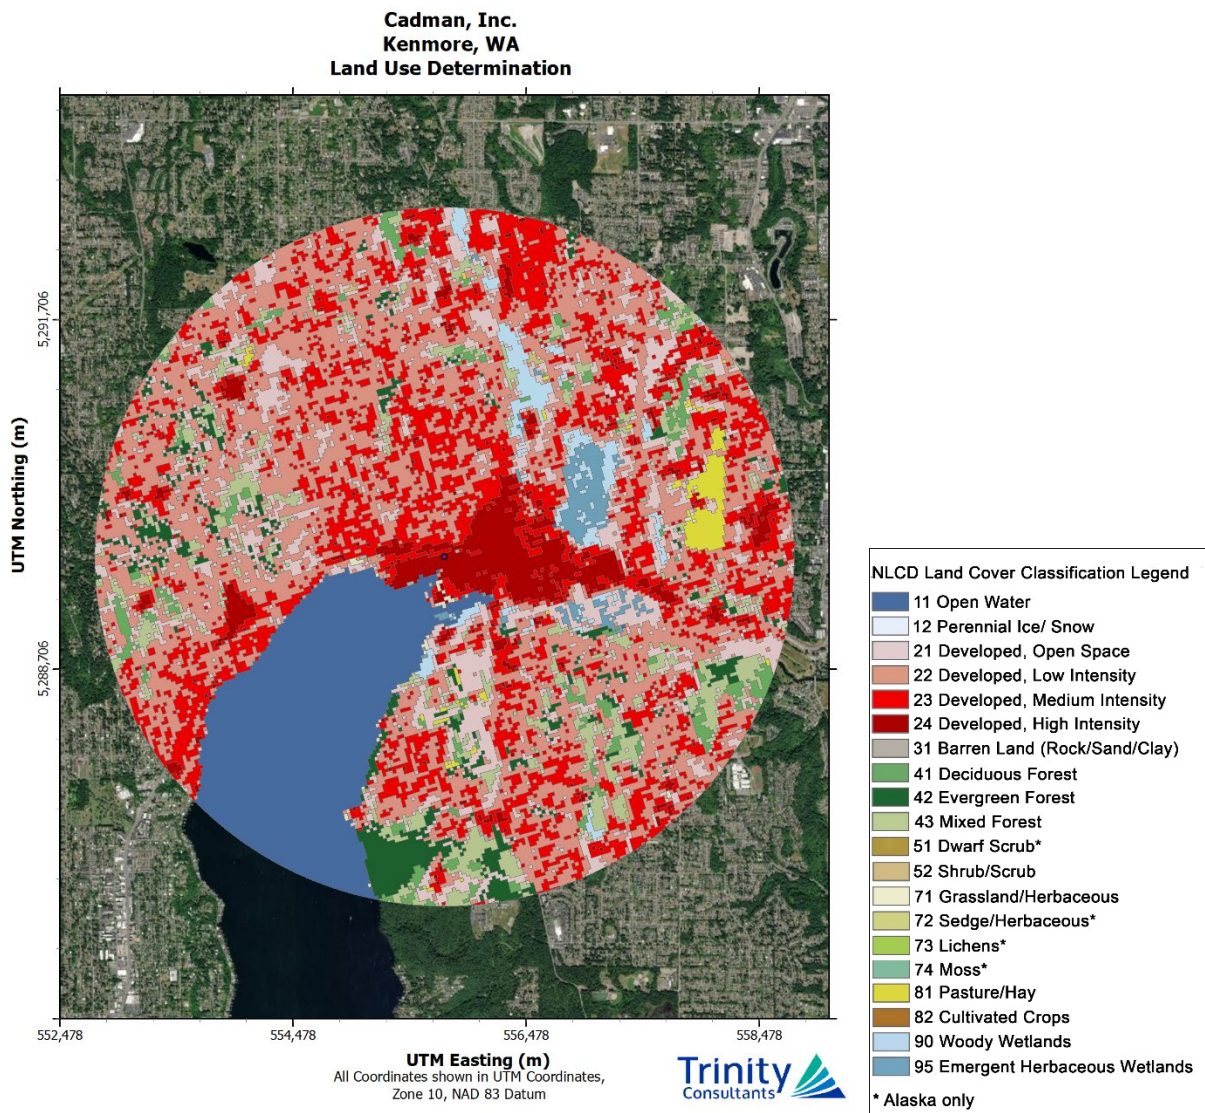 Cadman, Inc.
Kenmore, WA
Land Use Determination
UTM Northing (m)
5,291,706
5,288,706
552,478
554,478
556,478
558,478
UTM Easting (m)
All Coordinates shown in UTM Coordinates,
Zone 10, NAD 83 Datum
Trinity
Consultants
NLCD Land Cover Classification Legend
11 Open Water
12 Perennial Ice/ Snow
21 Developed, Open Space
22 Developed, Low Intensity
23 Developed, Medium Intensity
24 Developed, High Intensity
31 Barren Land (Rock/Sand/Clay)
41 Deciduous Forest
42 Evergreen Forest
43 Mixed Forest
51 Dwarf Scrub*
52 Shrub/Scrub
71 Grassland/Herbaceous
72 Sedge/Herbaceous*
73 Lichens*
74 Moss*
81 Pasture/Hay
82 Cultivated Crops
90 Woody Wetlands
95 Emergent Herbaceous Wetlands
* Alaska only